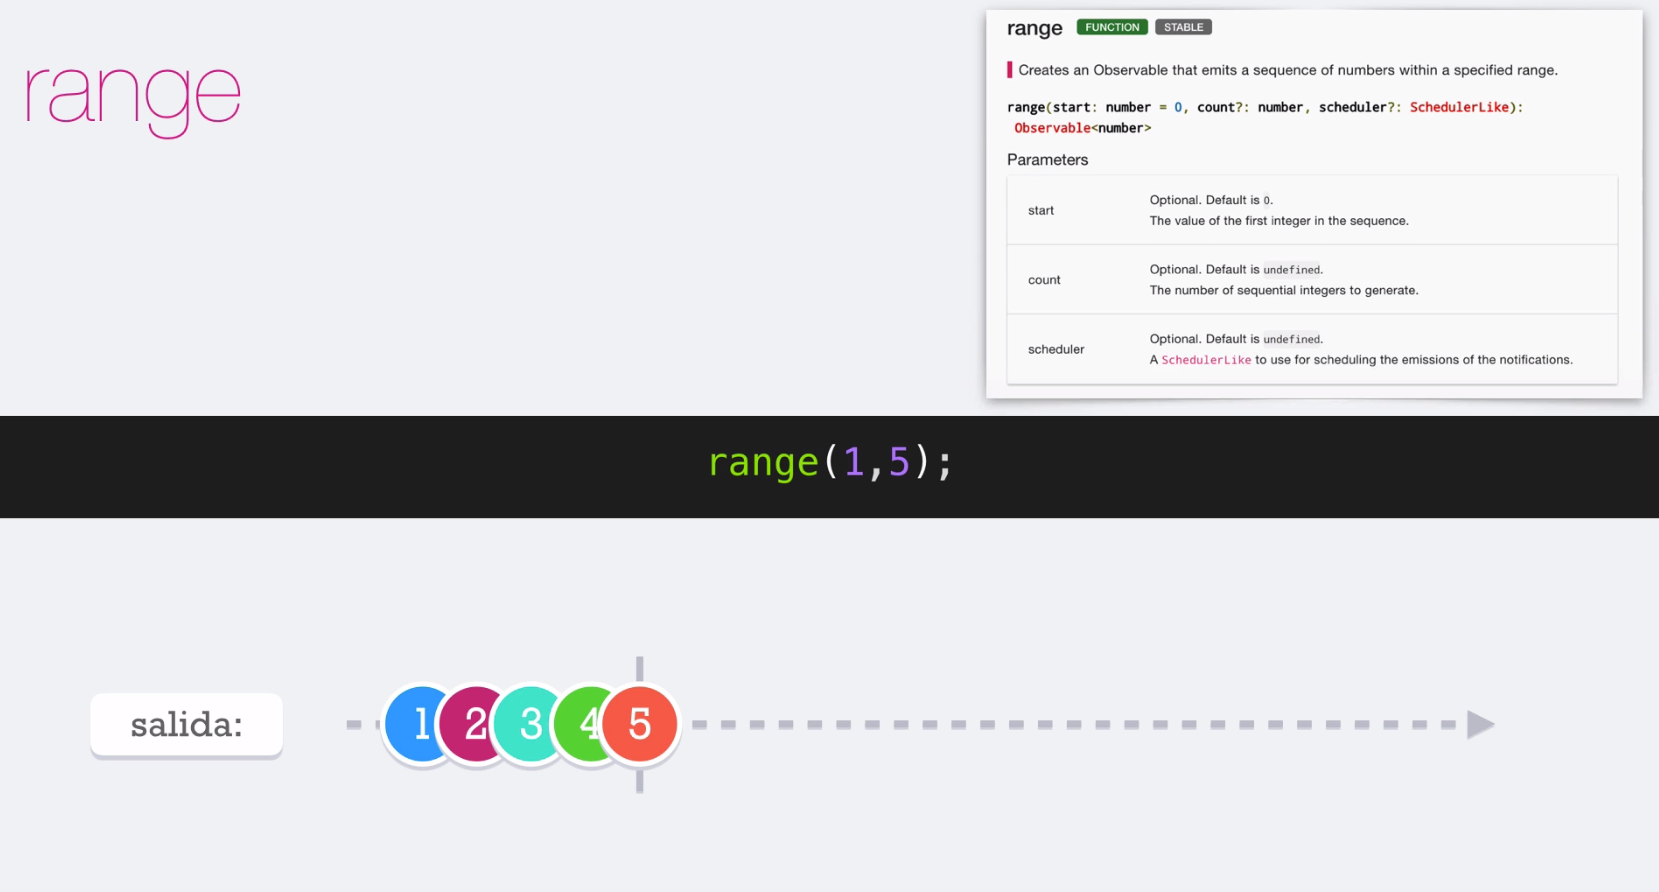 range
range FUNCTION STABLE
Creates an Observable that emits a sequence of numbers within a specified range.
range(start: number = 0, count?: number, scheduler?: SchedulerLike):
Observable<number>
Parameters
start
Optional. Default is 0.
The value of the first integer in the sequence.
count
Optional. Default is undefined.
The number of sequential integers to generate.
scheduler
Optional. Default is undefined.
A SchedulerLike to use for scheduling the emissions of the notifications.
range(1,5);
salida:
1 2 3 4 5